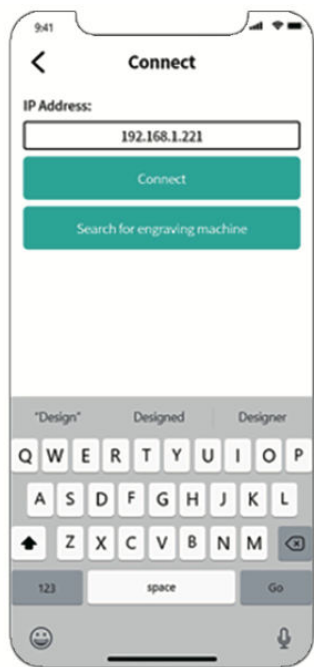 9:41
Connect
IP Address:
192.168.1.221
Connect
Search for engraving machine
"Design" Designed Designer
Q W E R T Y U I O P
A S D F G H J K L
Z X C V B N M
123 space Go